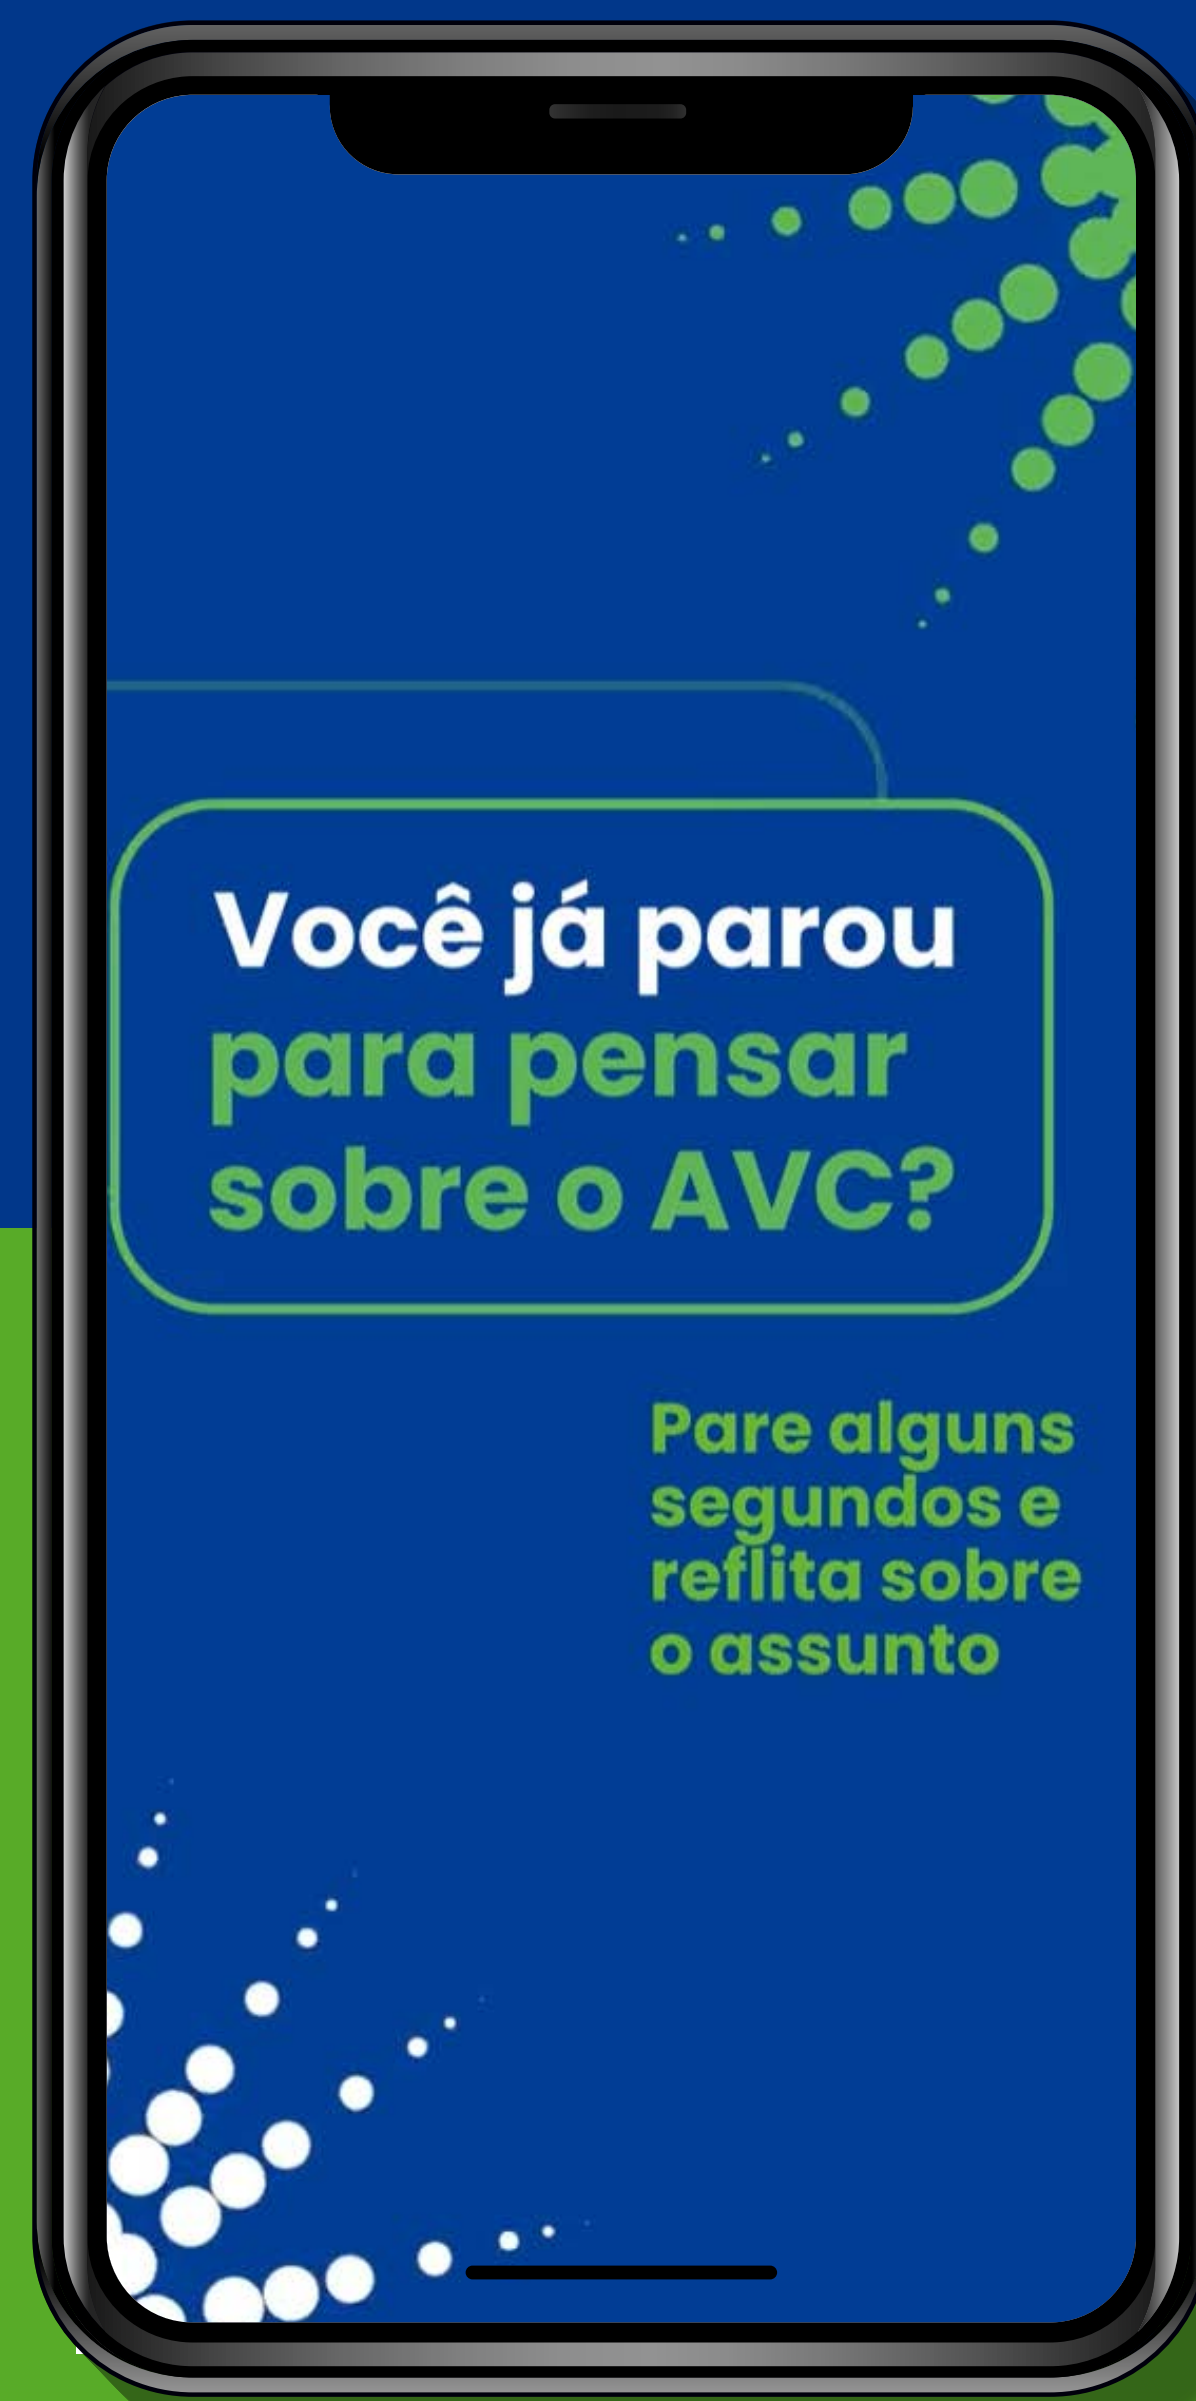 Você já parou
para pensar
sobre o AVC?
Pare alguns
segundos e
reflita sobre
o assunto